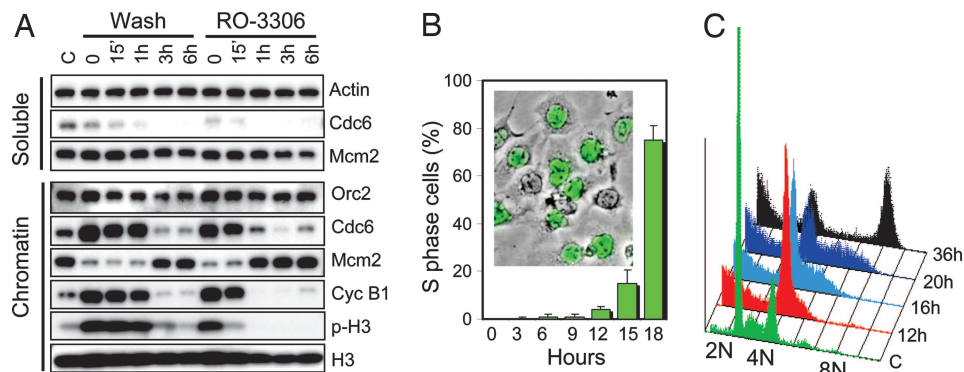 A
Wash RO-3306
C 0 15' 1h 3h 6h 0 15' 1h 3h 6h
Soluble
Actin
Cdc6
Mcm2
Chromatin
Orc2
Cdc6
Mcm2
Cyc B1
p-H3
H3
B
S phase cells (%)
100
80
60
40
20
0
0 3 6 9 12 15 18
Hours
C
36h
20h
16h
12h
C
2N 4N 8N